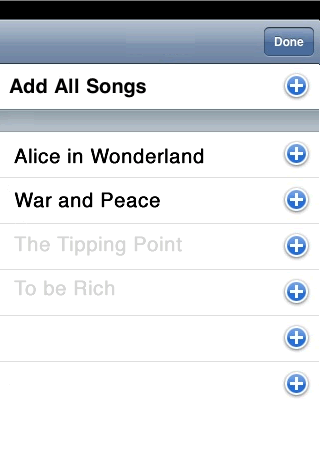 Done
Add All Songs
Alice in Wonderland
War and Peace
The Tipping Point
To be Rich